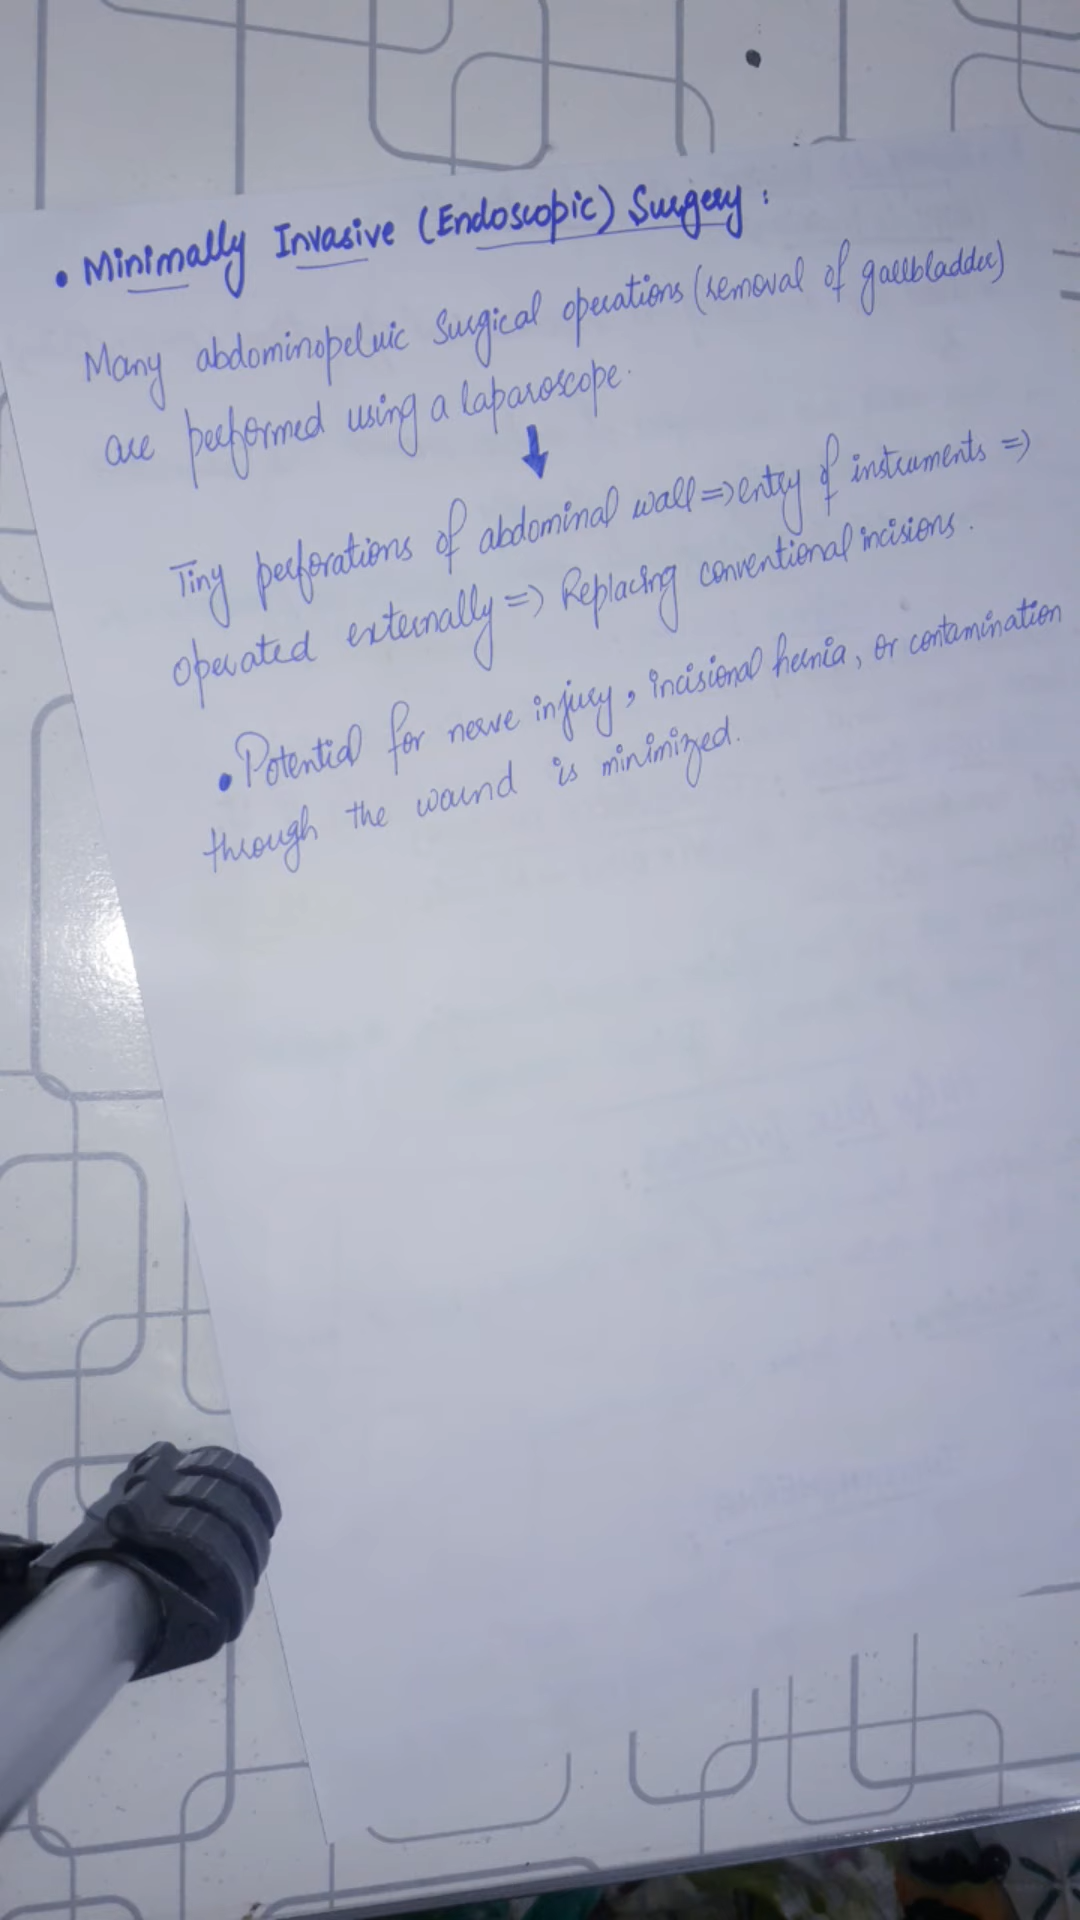 • Minimally Invasive (Endoscopic) Surgery :
Many abdominopelvic surgical operations (removal of gallbladder)
are performed using a laparoscope.
↓
Tiny perforations of abdominal wall => entry of instruments =>
operated externally => Replacing conventional incisions.
• Potential for nerve injury, incisional hernia, or contamination
through the wound is minimized.